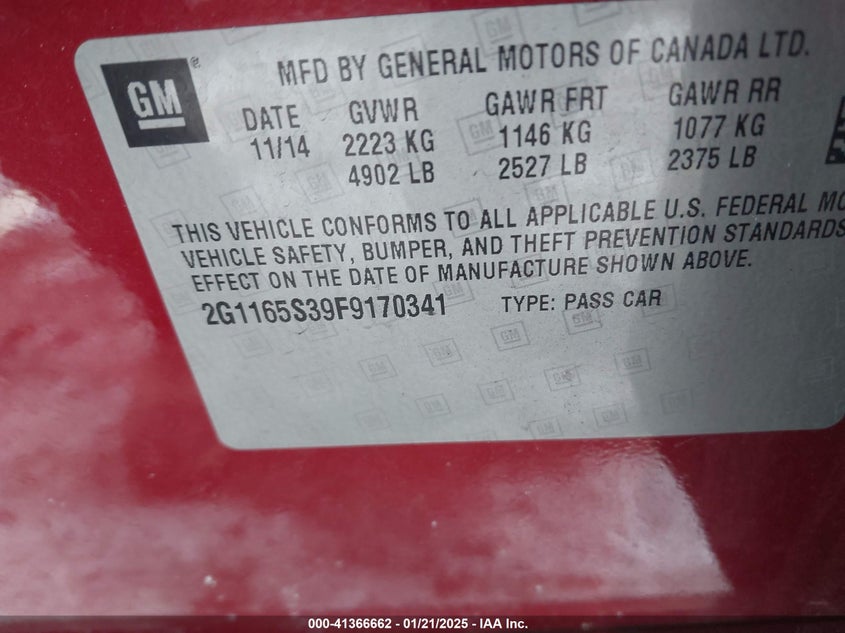 GM®
MFD BY GENERAL MOTORS OF CANADA LTD.
DATE GVWR GAWR FRT GAWR RR
11/14 2223 KG 1146 KG 1077 KG
4902 LB 2527 LB 2375 LB
THIS VEHICLE CONFORMS TO ALL APPLICABLE U.S. FEDERAL MO
VEHICLE SAFETY, BUMPER, AND THEFT PREVENTION STANDARDS
EFFECT ON THE DATE OF MANUFACTURE SHOWN ABOVE.
2G1165S39F9170341 TYPE: PASS CAR
000-41366662 / 01/21/2025 - IAA Inc.